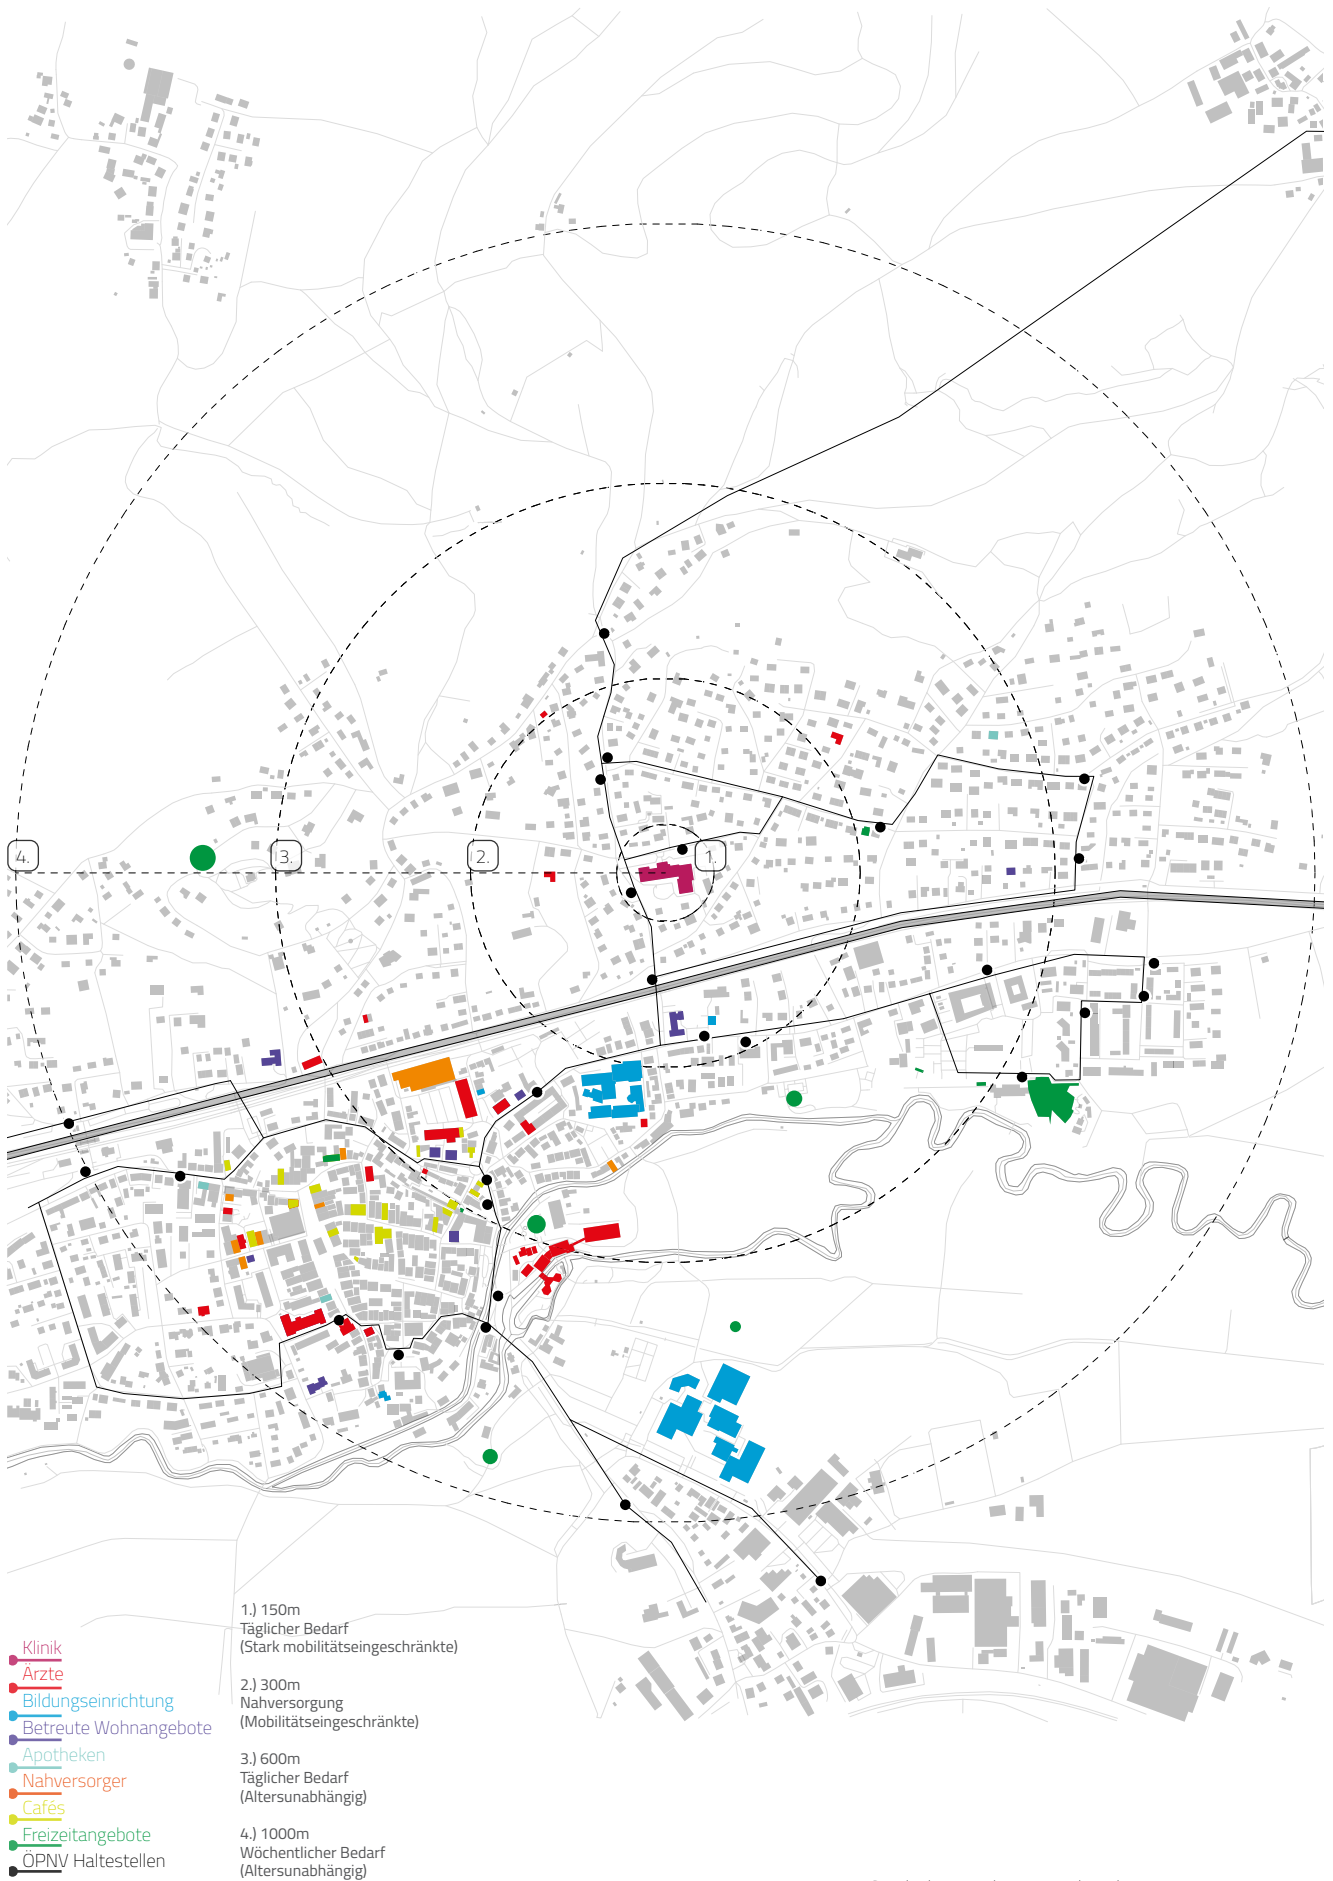 4.
3.
2.
1.
Klinik
Ärzte
Bildungseinrichtung
Betreute Wohnangebote
Apotheken
Nahversorger
Cafés
Freizeitangebote
ÖPNV Haltestellen
1.) 150m
Täglicher Bedarf
(Stark mobilitätseingeschränkte)
2.) 300m
Nahversorgung
(Mobilitätseingeschränkte)
3.) 600m
Täglicher Bedarf
(Altersunabhängig)
4.) 1000m
Wöchentlicher Bedarf
(Altersunabhängig)